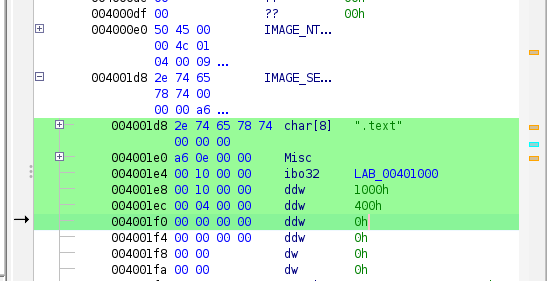 004000df 00 ?? 00h
004000e0 50 45 00 IMAGE_NT...
00 4c 01
04 00 09 ...
004001d8 2e 74 65 IMAGE_SE...
78 74 00
00 00 a6 ...
004001d8 2e 74 65 78 74 char[8] ".text"
00 00 00
004001e0 a6 0e 00 00 Misc
004001e4 00 10 00 00 ibo32 LAB_00401000
004001e8 00 10 00 00 ddw 1000h
004001ec 00 04 00 00 ddw 400h
004001f0 00 00 00 00 ddw 0h
004001f4 00 00 00 00 ddw 0h
004001f8 00 00 dw 0h
004001fa 00 00 dw 0h